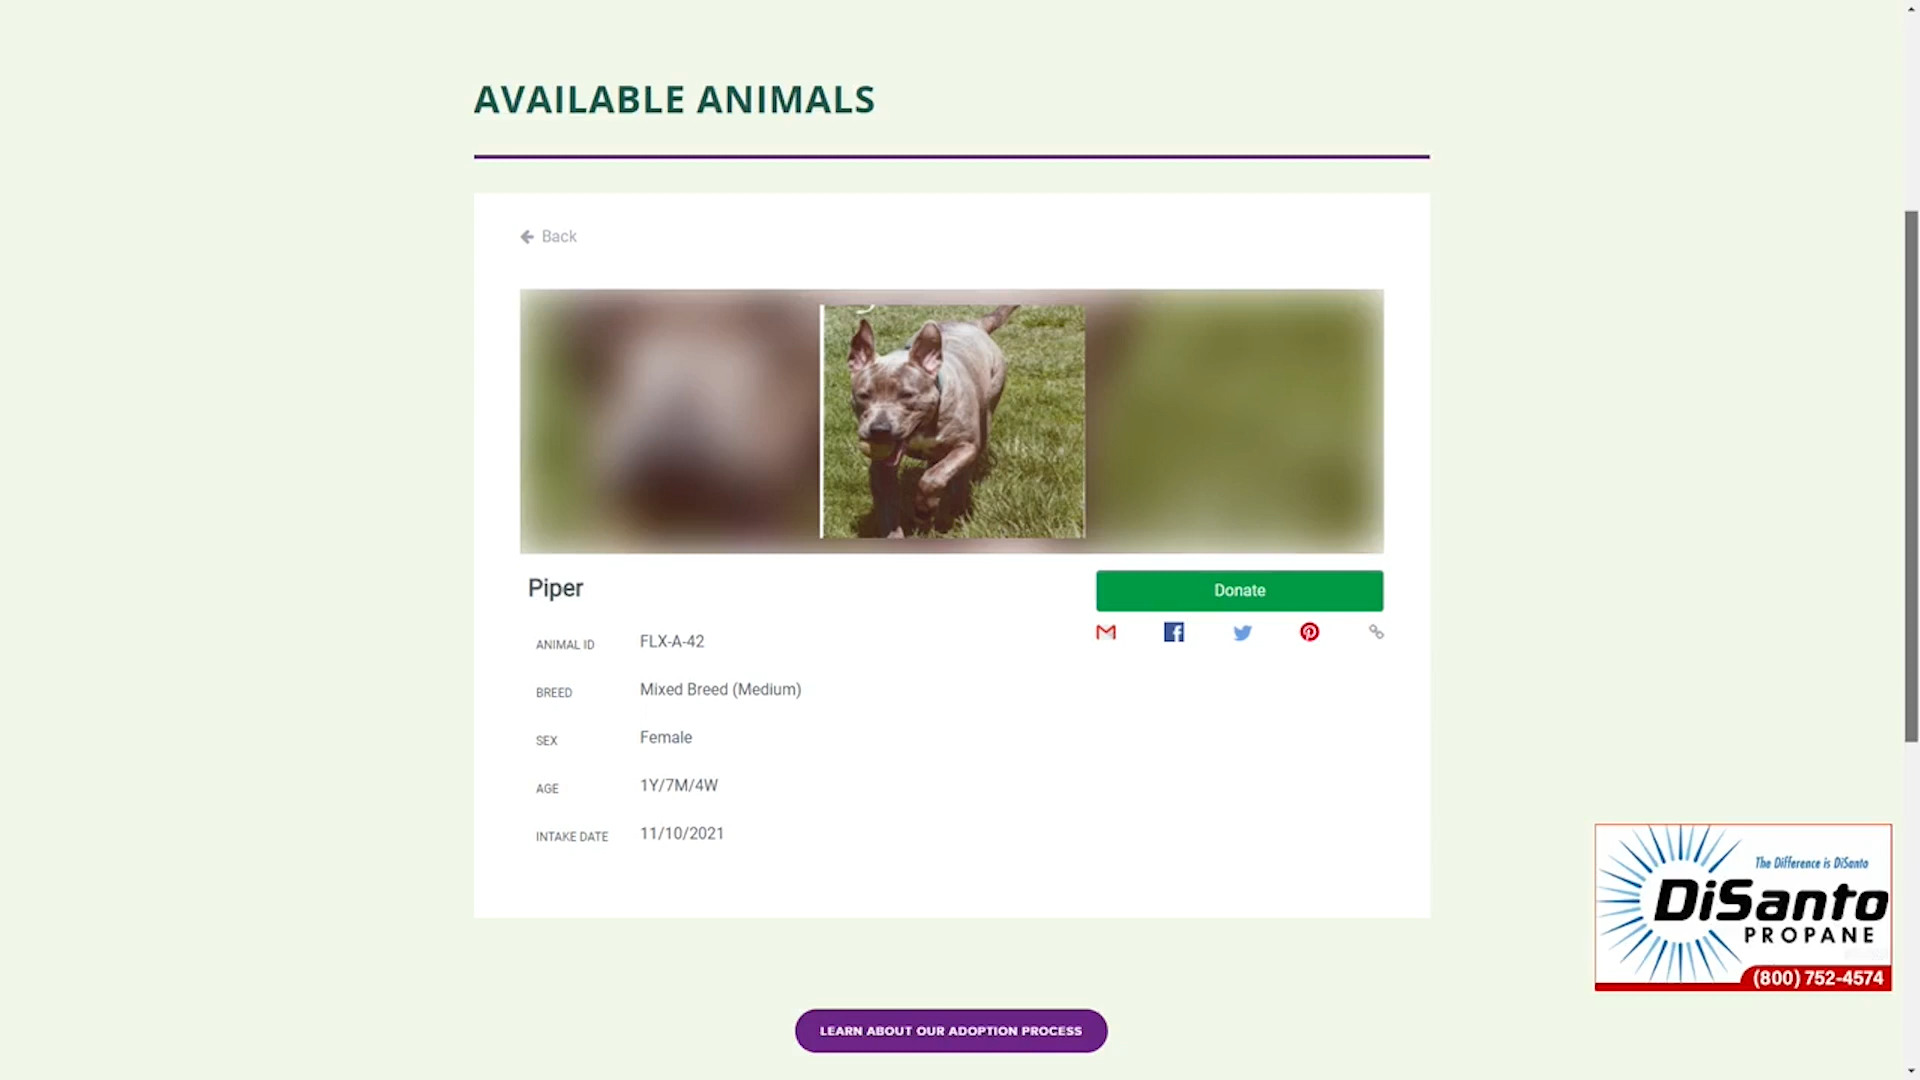 AVAILABLE ANIMALS
Back
Piper
Donate
ANIMAL ID FLX-A-42
BREED Mixed Breed (Medium)
SEX Female
AGE 1Y/7M/4W
INTAKE DATE 11/10/2021
The Difference is DiSanto
DiSanto
PROPANE
(800) 752-4574
LEARN ABOUT OUR ADOPTION PROCESS